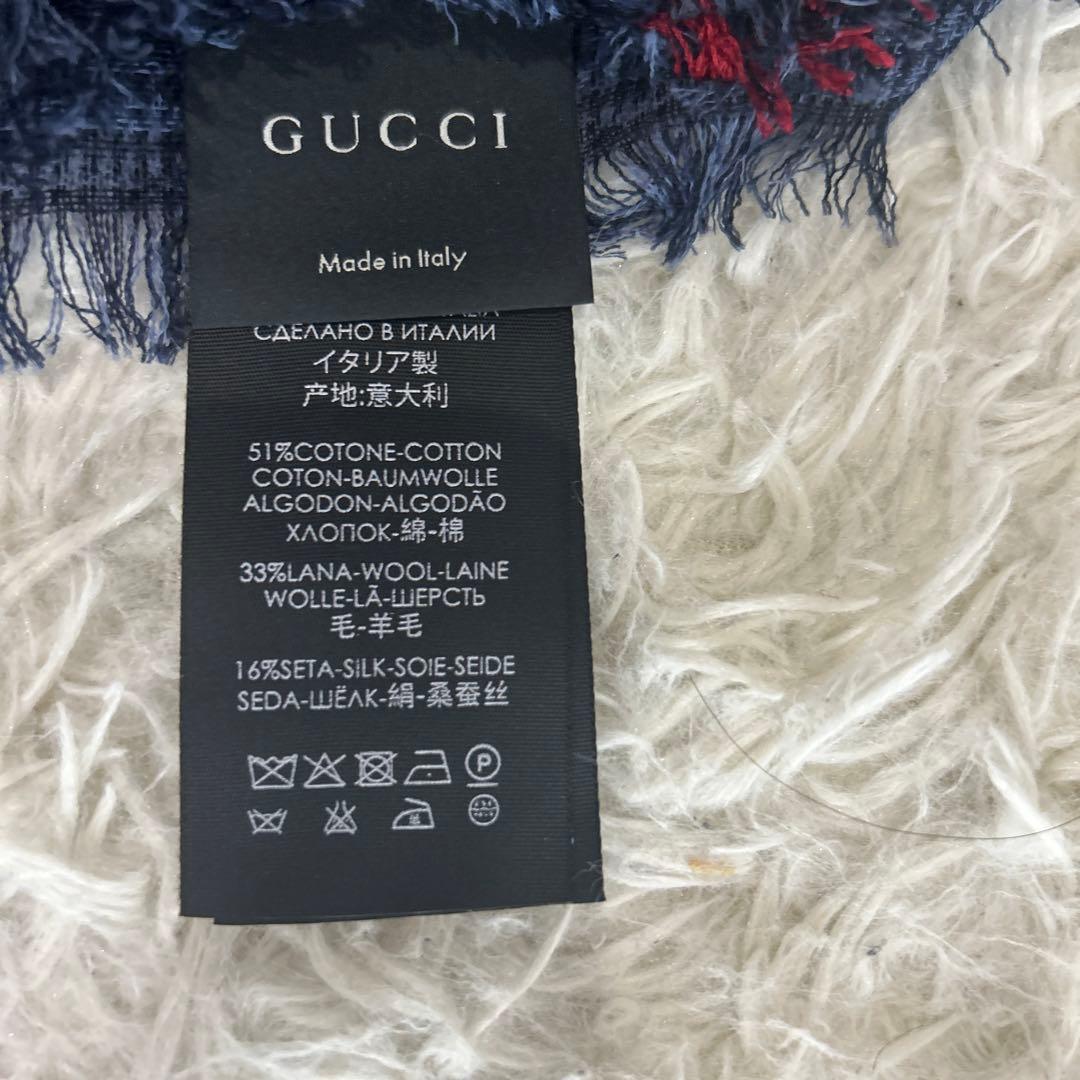 GUCCI
Made in Italy
СДЕЛАНО В ИТАЛИИ
イタリア製
产地:意大利
51%COTONE-COTTON
COTON-BAUMWOLLE
ALGODON-ALGODÃO
ХЛОПОК-綿-棉
33%LANA-WOOL-LAINE
WOLLE-LÃ-ШЕРСТЬ
毛-羊毛
16%SETA-SILK-SOIE-SEIDE
SEDA-ШЁЛК-絹-桑蚕丝
P